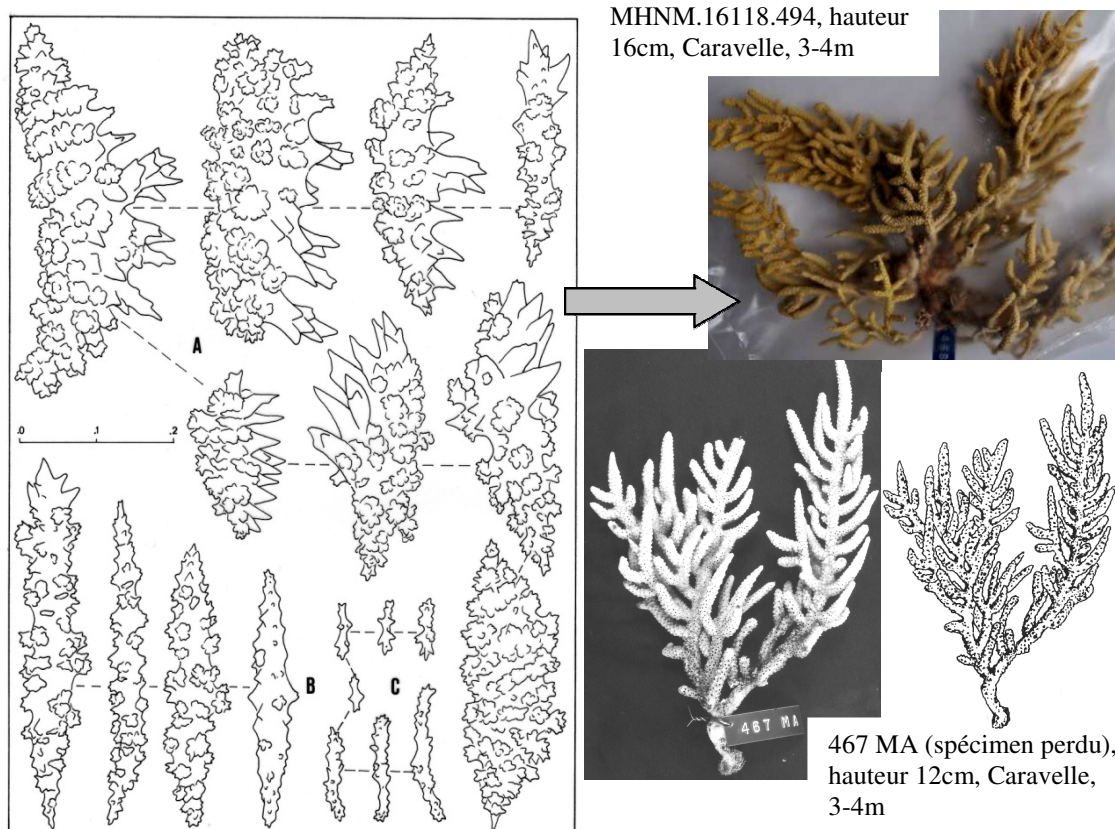 MHNM.16118.494, hauteur
16cm, Caravelle, 3-4m
A
.0 .1 .2
B
C
467 MA
467 MA (spécimen perdu),
hauteur 12cm, Caravelle,
3-4m